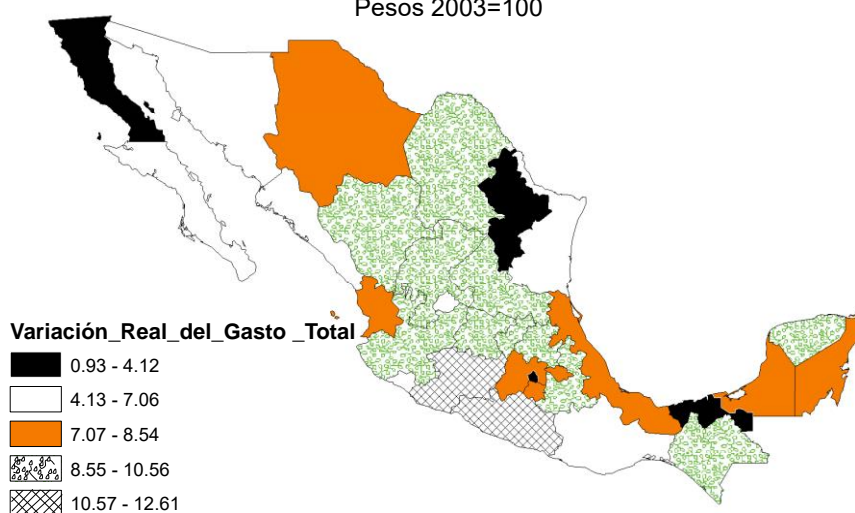 Pesos 2003=100
Variación_Real_del_Gasto _Total
0.93 - 4.12
4.13 - 7.06
7.07 - 8.54
8.55 - 10.56
10.57 - 12.61